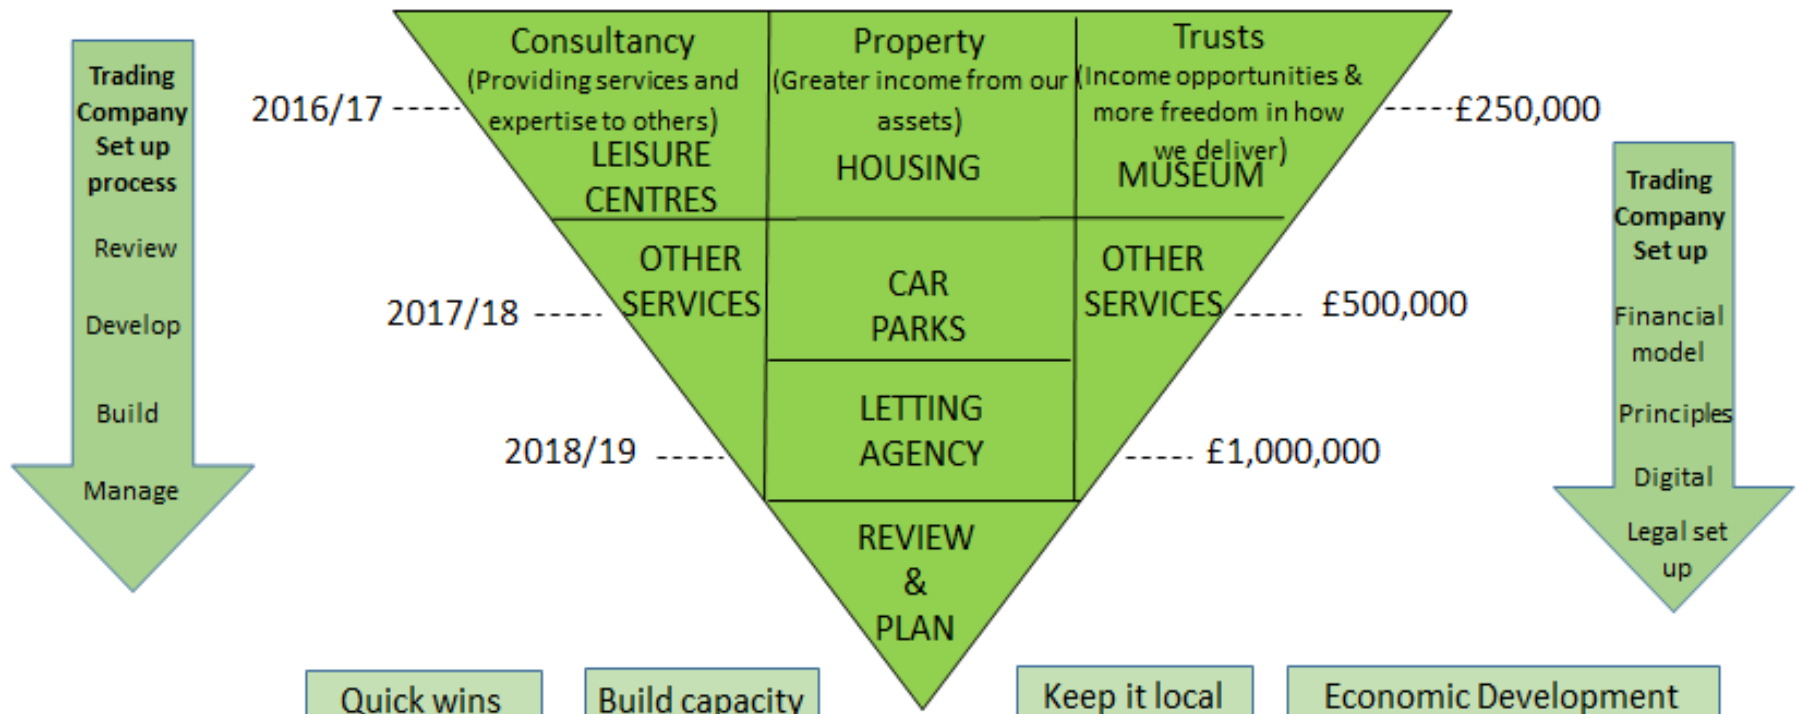 Trading
Company
Set up
process
Review
Develop
Build
Manage
2016/17
2017/18
2018/19
Consultancy
(Providing services and
expertise to others)
LEISURE
CENTRES
OTHER
SERVICES
Property
(Greater income from our
assets)
HOUSING
CAR
PARKS
LETTING
AGENCY
REVIEW
&
PLAN
Trusts
(Income opportunities &
more freedom in how
we deliver)
MUSEUM
OTHER
SERVICES
£250,000
£500,000
£1,000,000
Trading
Company
Set up
Financial
model
Principles
Digital
Legal set
up
Quick wins
Build capacity
Keep it local
Economic Development